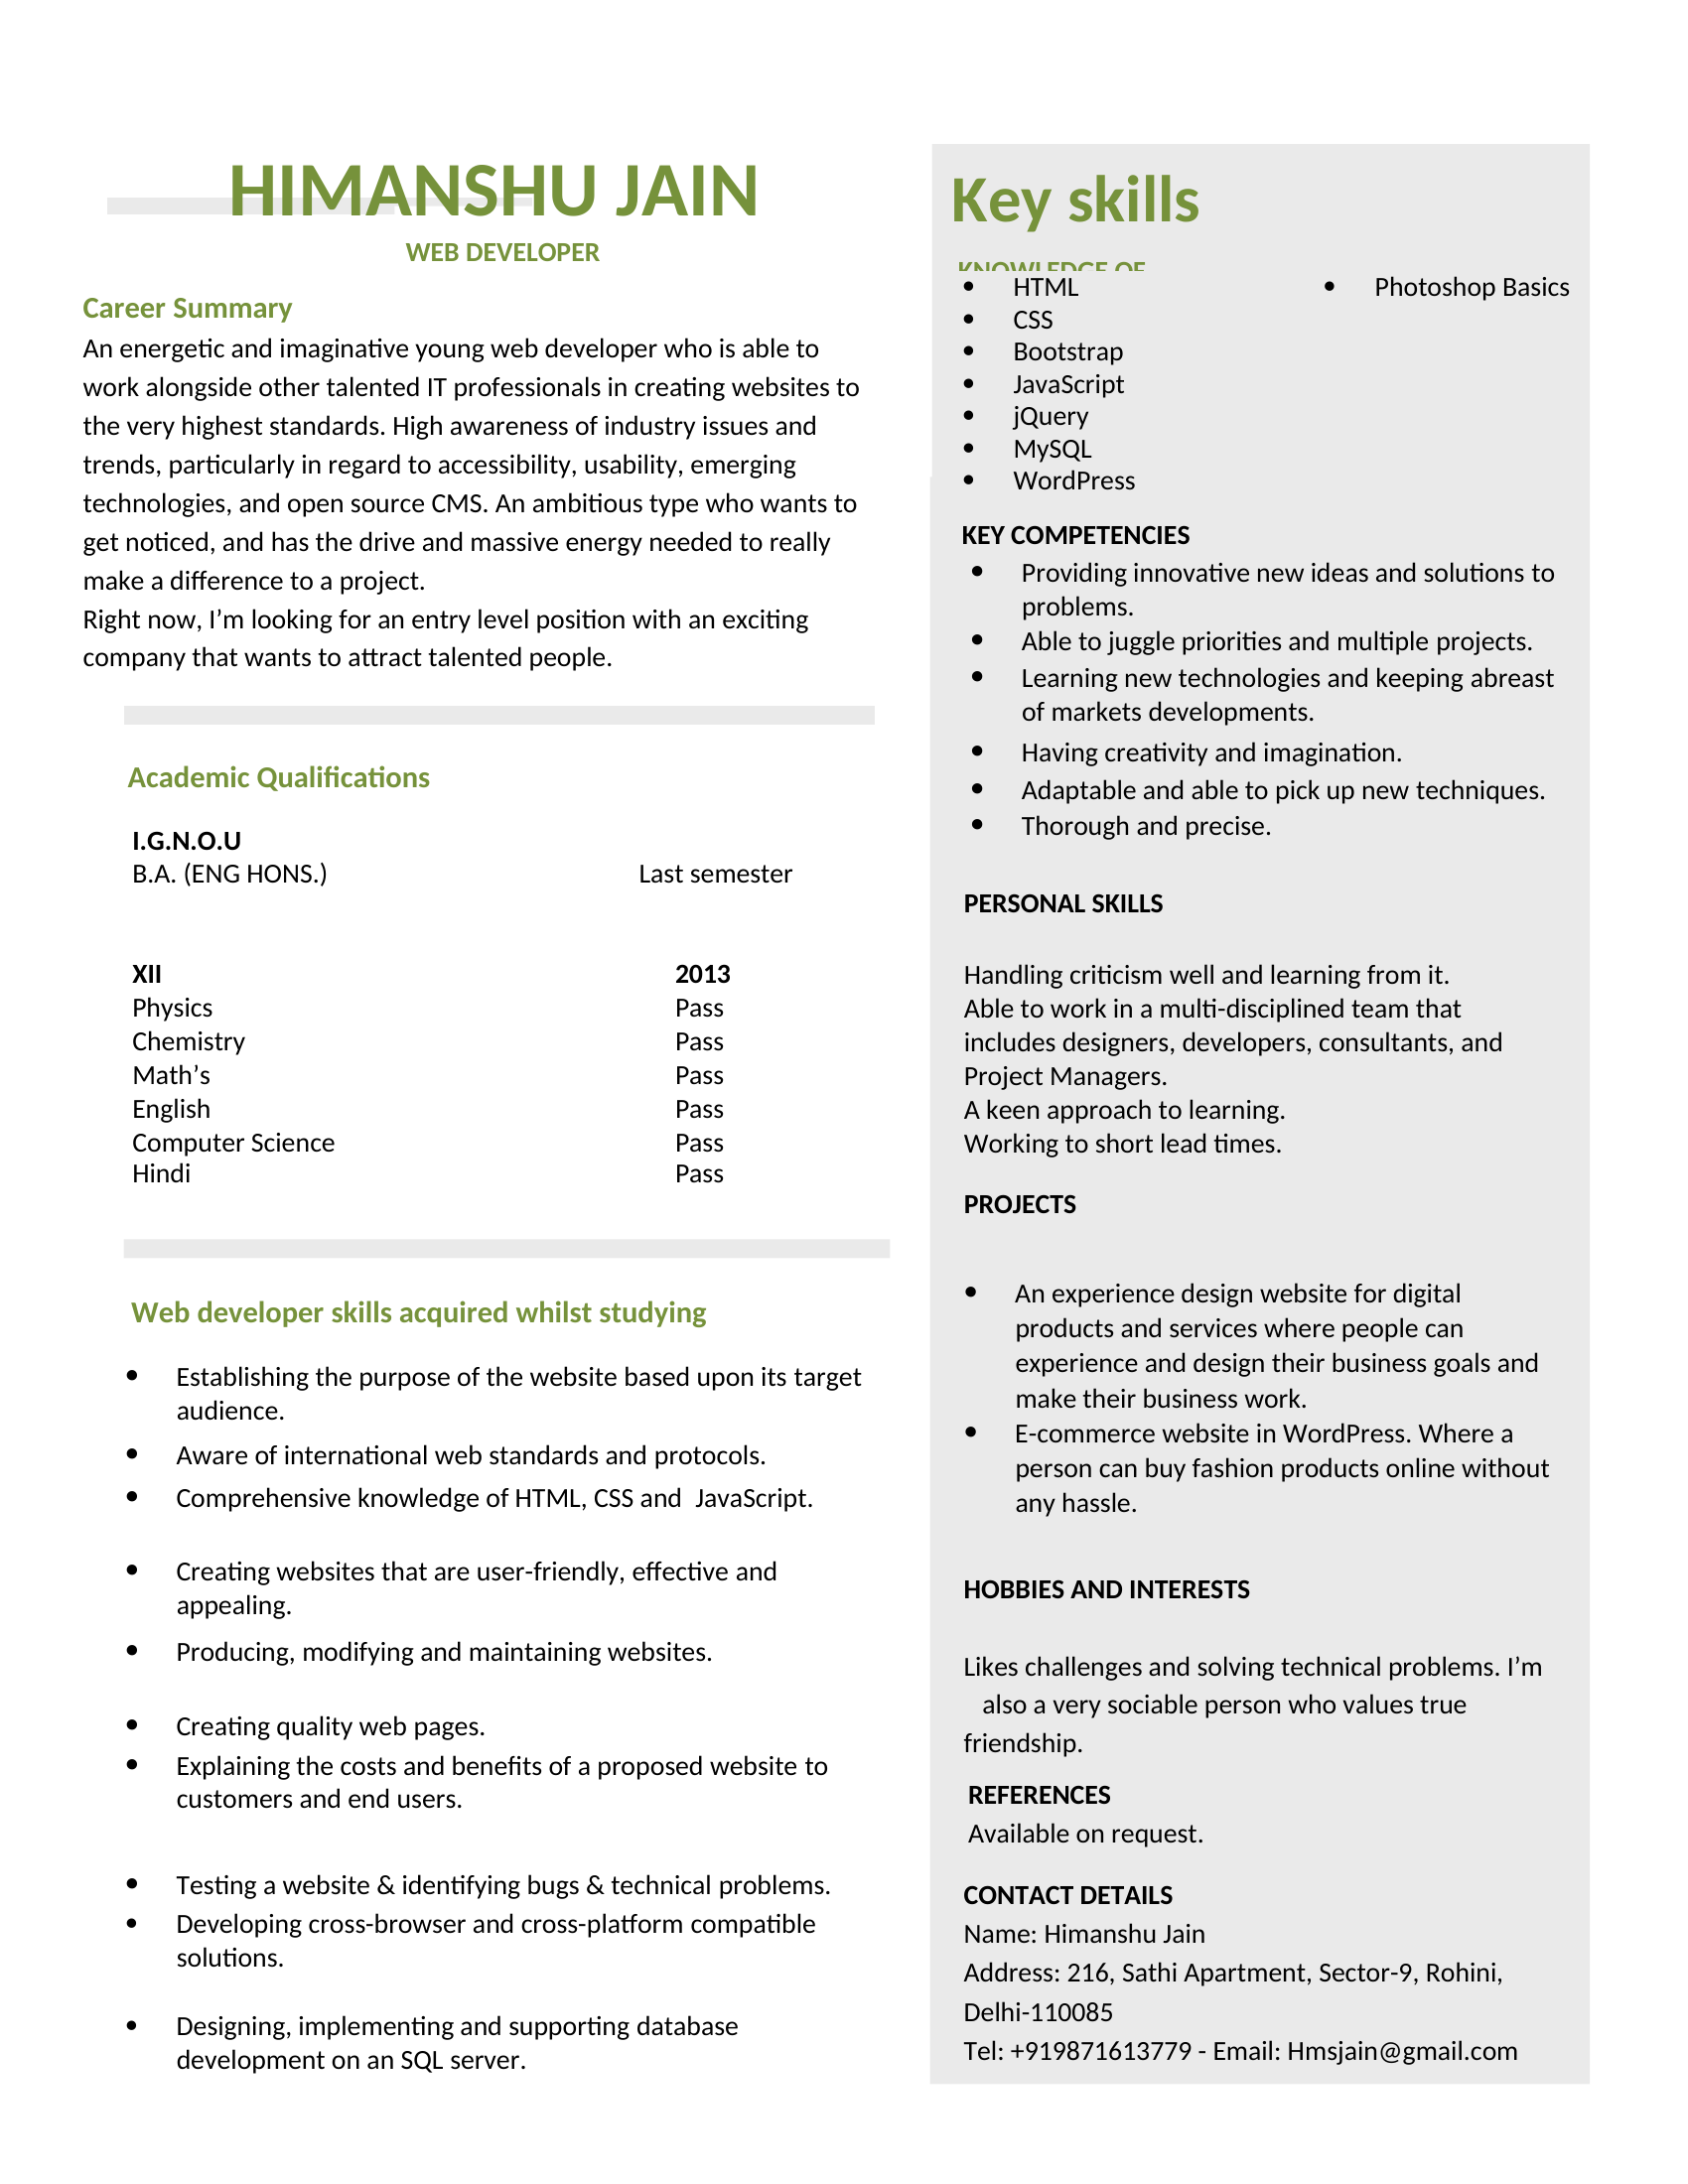 HIMANSHU JAIN
WEB DEVELOPER
Career Summary
An energetic and imaginative young web developer who is able to
work alongside other talented IT professionals in creating websites to
the very highest standards. High awareness of industry issues and
trends, particularly in regard to accessibility, usability, emerging
technologies, and open source CMS. An ambitious type who wants to
get noticed, and has the drive and massive energy needed to really
make a difference to a project.
Right now, I’m looking for an entry level position with an exciting
company that wants to attract talented people.
Academic Qualifications
I.G.N.O.U
B.A. (ENG HONS.) Last semester
XII 2013
Physics Pass
Chemistry Pass
Math’s Pass
English Pass
Computer Science Pass
Hindi Pass
Web developer skills acquired whilst studying
• Establishing the purpose of the website based upon its target
audience.
• Aware of international web standards and protocols.
• Comprehensive knowledge of HTML, CSS and  JavaScript.
• Creating websites that are user-friendly, effective and
appealing.
• Producing, modifying and maintaining websites.
• Creating quality web pages.
• Explaining the costs and benefits of a proposed website to
customers and end users.
• Testing a website & identifying bugs & technical problems.
• Developing cross-browser and cross-platform compatible
solutions.
• Designing, implementing and supporting database
development on an SQL server.
Key skills
KNOWLEDGE OF
• HTML • Photoshop Basics
• CSS
• Bootstrap
• JavaScript
• jQuery
• MySQL
• WordPress
KEY COMPETENCIES
• Providing innovative new ideas and solutions to
problems.
• Able to juggle priorities and multiple projects.
• Learning new technologies and keeping abreast
of markets developments.
• Having creativity and imagination.
• Adaptable and able to pick up new techniques.
• Thorough and precise.
PERSONAL SKILLS
Handling criticism well and learning from it.
Able to work in a multi-disciplined team that
includes designers, developers, consultants, and
Project Managers.
A keen approach to learning.
Working to short lead times.
PROJECTS
• An experience design website for digital
products and services where people can
experience and design their business goals and
make their business work.
• E-commerce website in WordPress. Where a
person can buy fashion products online without
any hassle.
HOBBIES AND INTERESTS
Likes challenges and solving technical problems. I’m
also a very sociable person who values true
friendship.
REFERENCES
Available on request.
CONTACT DETAILS
Name: Himanshu Jain
Address: 216, Sathi Apartment, Sector-9, Rohini,
Delhi-110085
Tel: +919871613779 - Email: Hmsjain@gmail.com